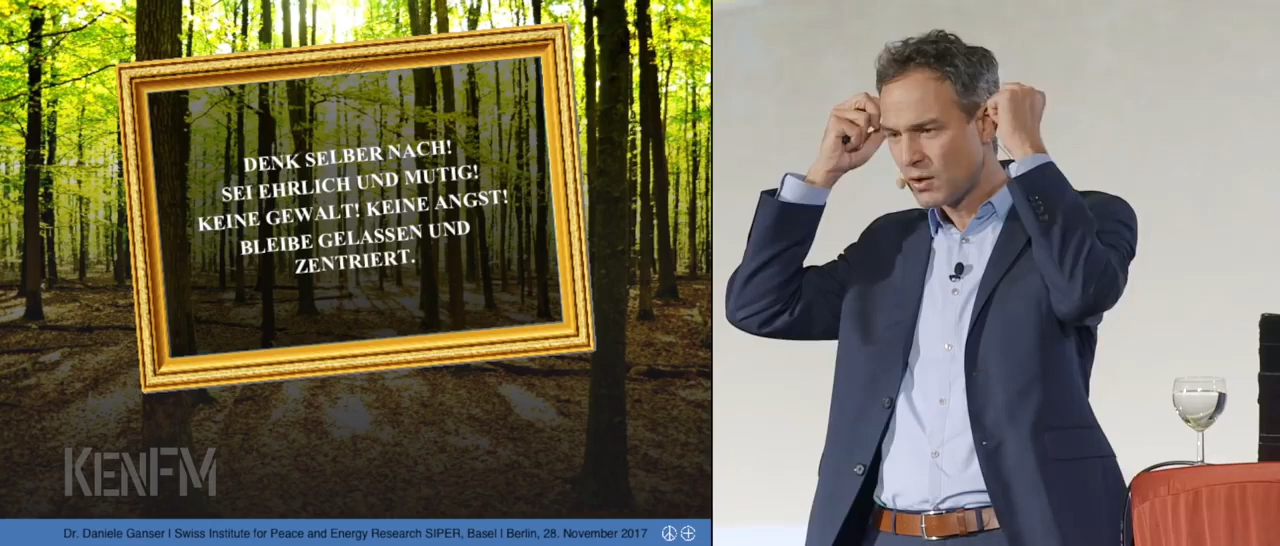 DENK SELBER NACH!
SEI EHRLICH UND MUTIG!
KEINE GEWALT! KEINE ANGST!
BLEIBE GELASSEN UND
ZENTRIERT.
KENFM
Dr. Daniele Ganser | Swiss Institute for Peace and Energy Research SIPER, Basel | Berlin, 28. November 2017